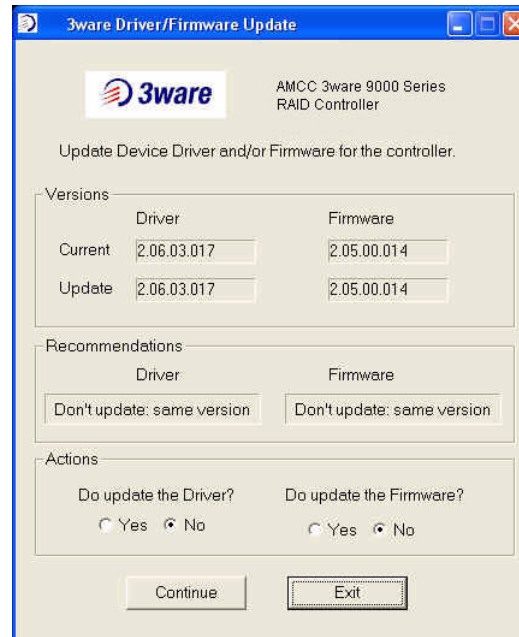 3ware Driver/Firmware Update
3ware
AMCC 3ware 9000 Series
RAID Controller
Update Device Driver and/or Firmware for the controller.
Versions
Driver Firmware
Current 2.06.03.017 2.05.00.014
Update 2.06.03.017 2.05.00.014
Recommendations
Driver Firmware
Don't update: same version Don't update: same version
Actions
Do update the Driver? Do update the Firmware?
Yes No Yes No
Continue Exit